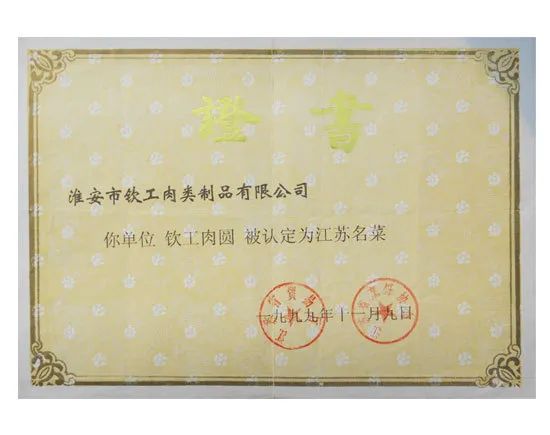 證書
淮安市钦工肉类制品有限公司
你单位 钦工肉圆 被认定为江苏名菜
一九九九年十一月九日